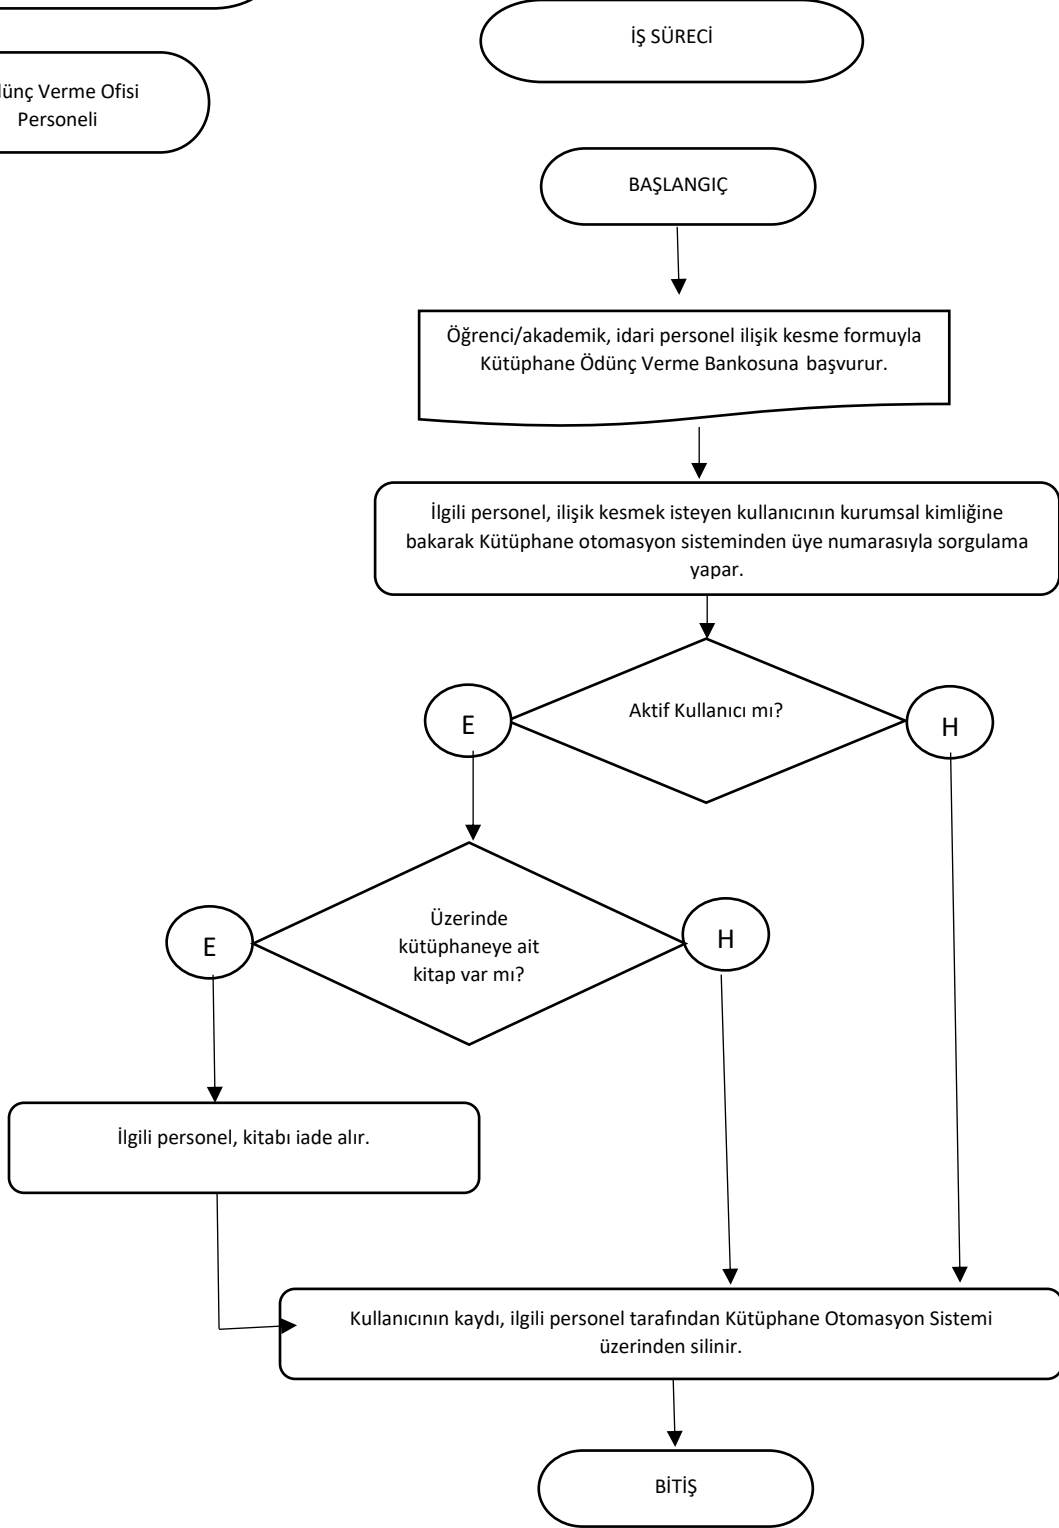 İŞ SÜRECİ
Verme Ofisi
Personeli
BAŞLANGIÇ
Öğrenci/akademik, idari personel ilişik kesme formuyla
Kütüphane Ödünç Verme Bankosuna başvurur.
İlgili personel, ilişik kesmek isteyen kullanıcının kurumsal kimliğine
bakarak Kütüphane otomasyon sisteminden üye numarasıyla sorgulama
yapar.
E
Aktif Kullanıcı mı?
H
E
Üzerinde
kütüphaneye ait
kitap var mı?
H
İlgili personel, kitabı iade alır.
Kullanıcının kaydı, ilgili personel tarafından Kütüphane Otomasyon Sistemi
üzerinden silinir.
BİTİŞ